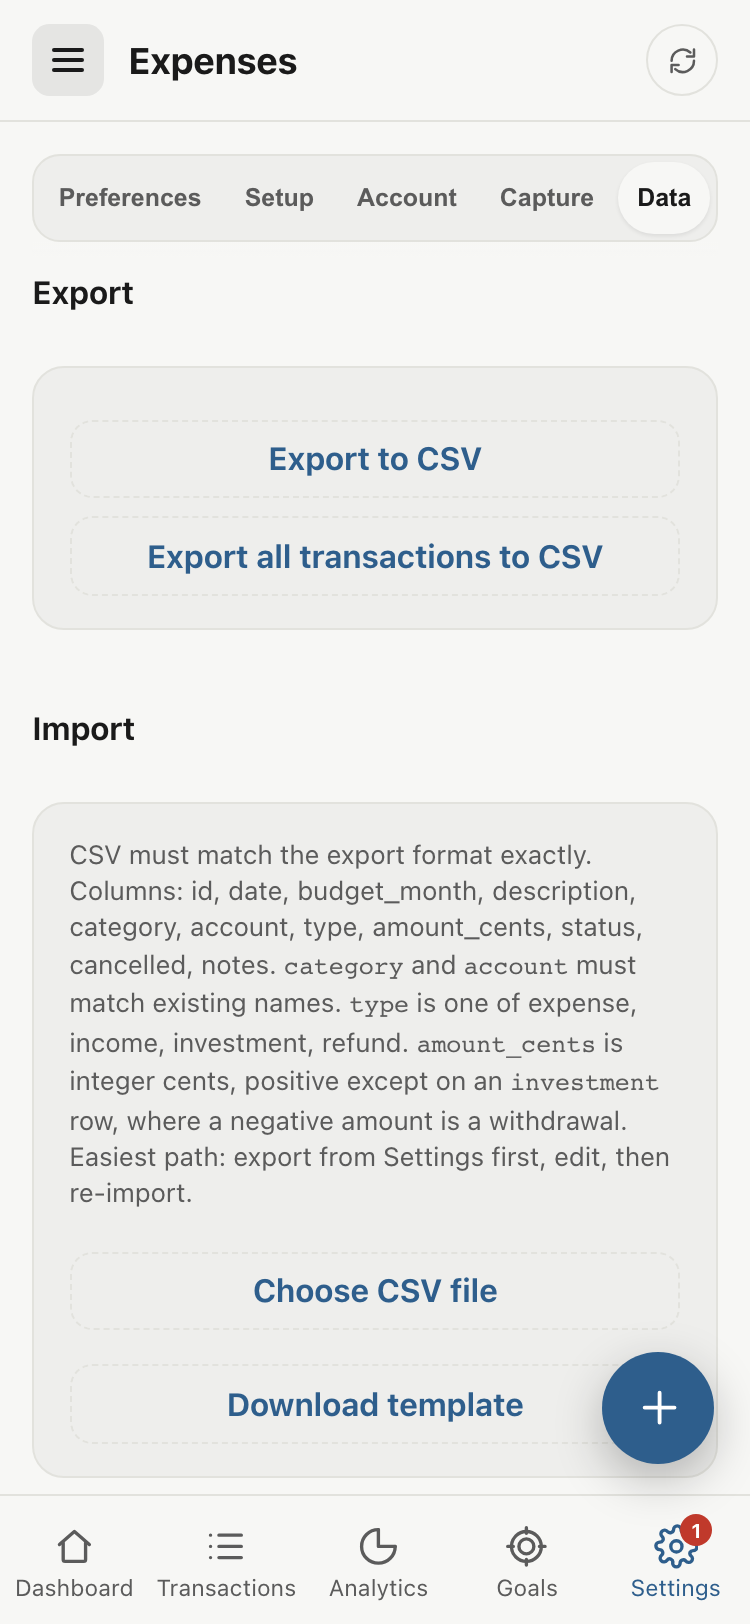 Expenses
Preferences Setup Account Capture Data
Export
Export to CSV
Export all transactions to CSV
Import
CSV must match the export format exactly.
Columns: id, date, budget_month, description,
category, account, type, amount_cents, status,
cancelled, notes. category and account must
match existing names. type is one of expense,
income, investment, refund. amount_cents is
integer cents, positive except on an investment
row, where a negative amount is a withdrawal.
Easiest path: export from Settings first, edit, then
re-import.
Choose CSV file
Download template
1
Dashboard Transactions Analytics Goals Settings